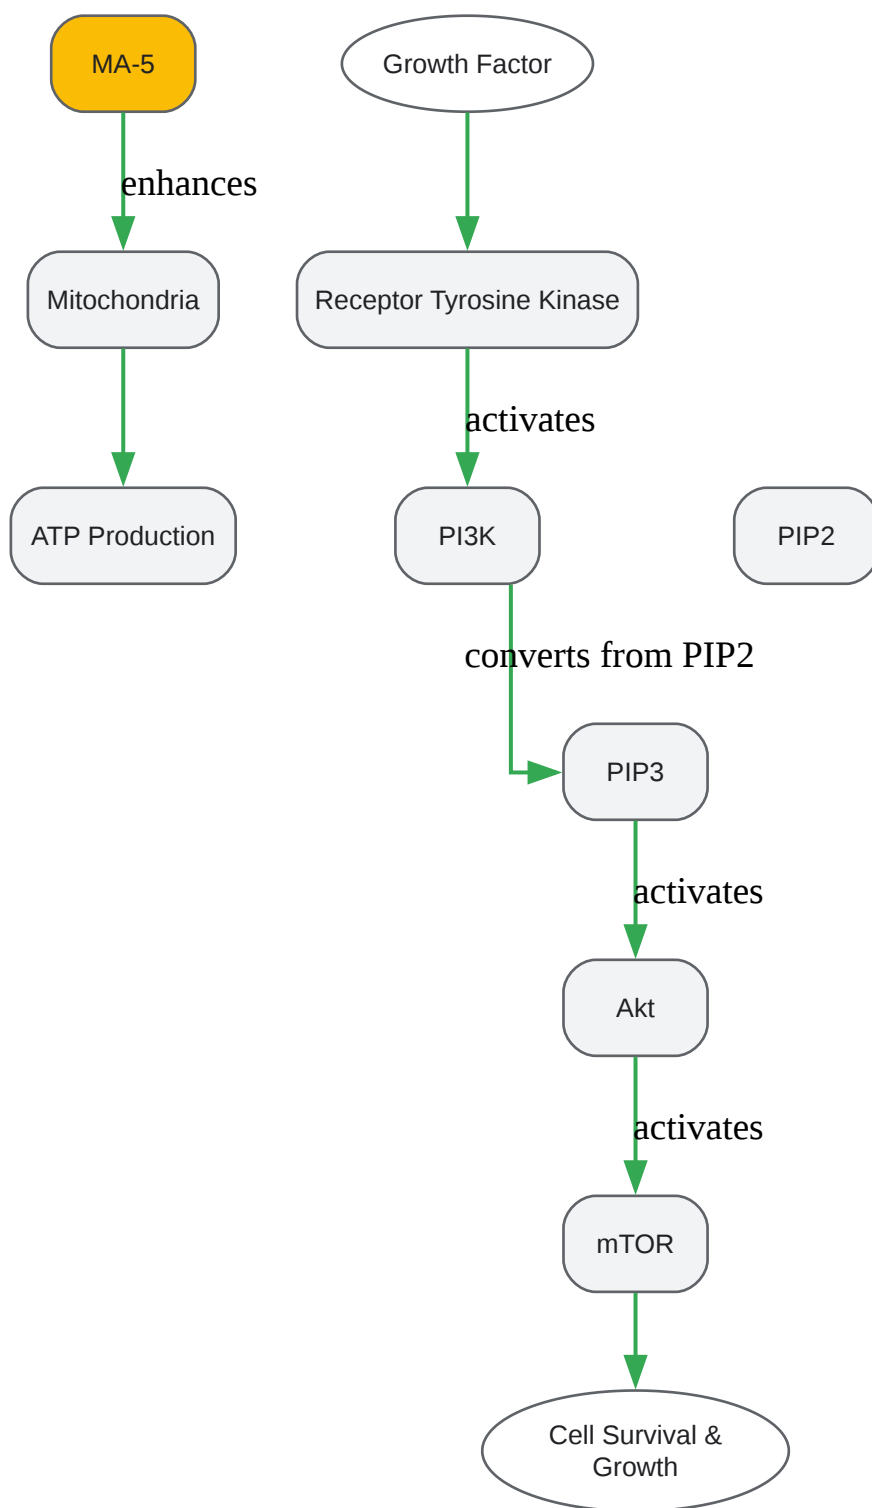 MA-5
Growth Factor
enhances
Mitochondria
Receptor Tyrosine Kinase
activates
ATP Production
PI3K
PIP2
converts from PIP2
PIP3
activates
Akt
activates
mTOR
Cell Survival &
Growth